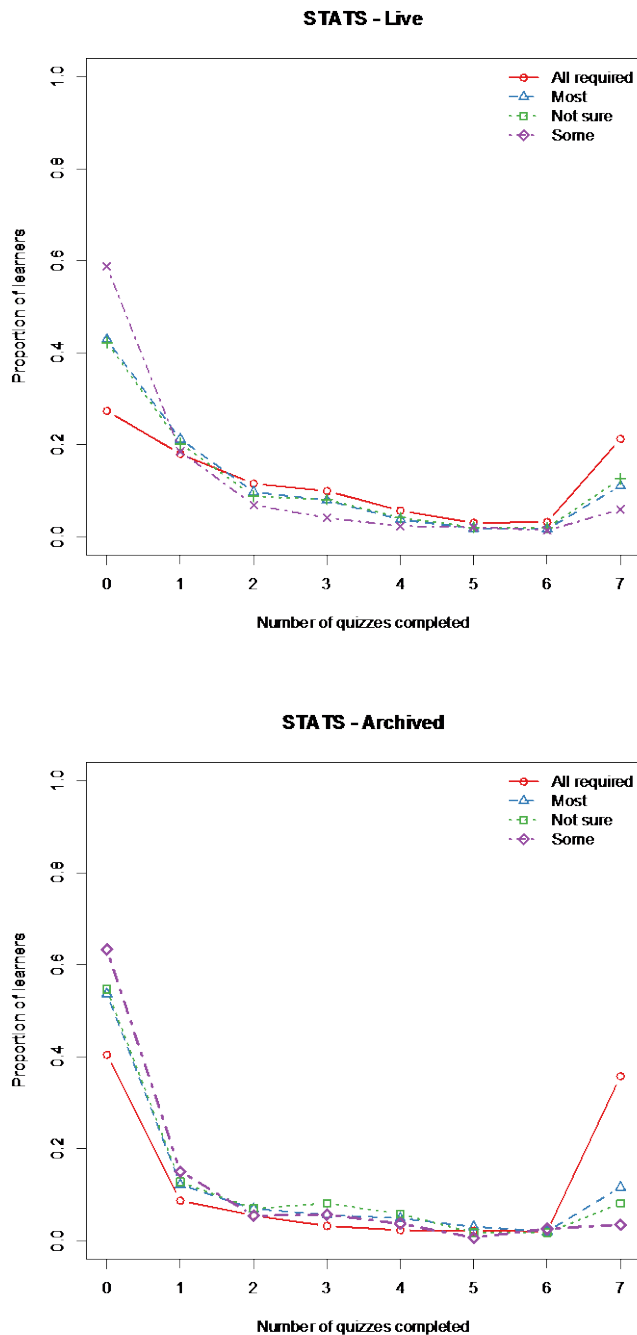 STATS - Live
All required
Most
Not sure
Some
Proportion of learners
1.0
0.8
0.6
0.4
0.2
0.0
0 1 2 3 4 5 6 7
Number of quizzes completed
STATS - Archived
All required
Most
Not sure
Some
Proportion of learners
1.0
0.8
0.6
0.4
0.2
0.0
0 1 2 3 4 5 6 7
Number of quizzes completed